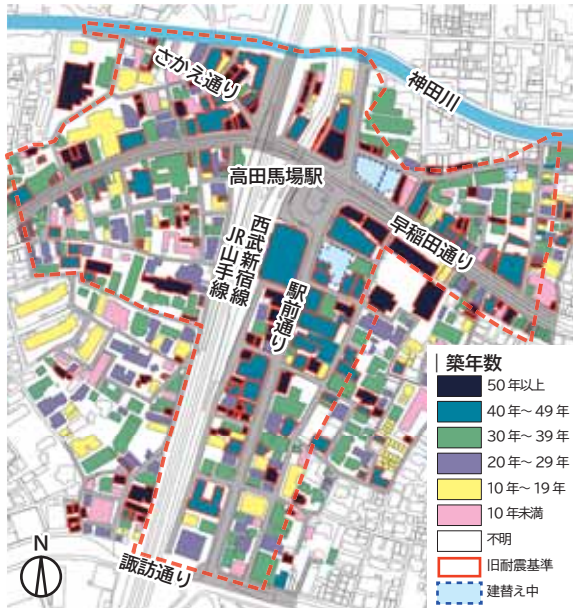 さかえ通り
神田川
高田馬場駅
早稲田通り
西武新宿線
JR山手線
駅前通り
諏訪通り
N
築年数
50年以上
40年~49年
30年~39年
20年~29年
10年~19年
10年未満
不明
旧耐震基準
建替え中